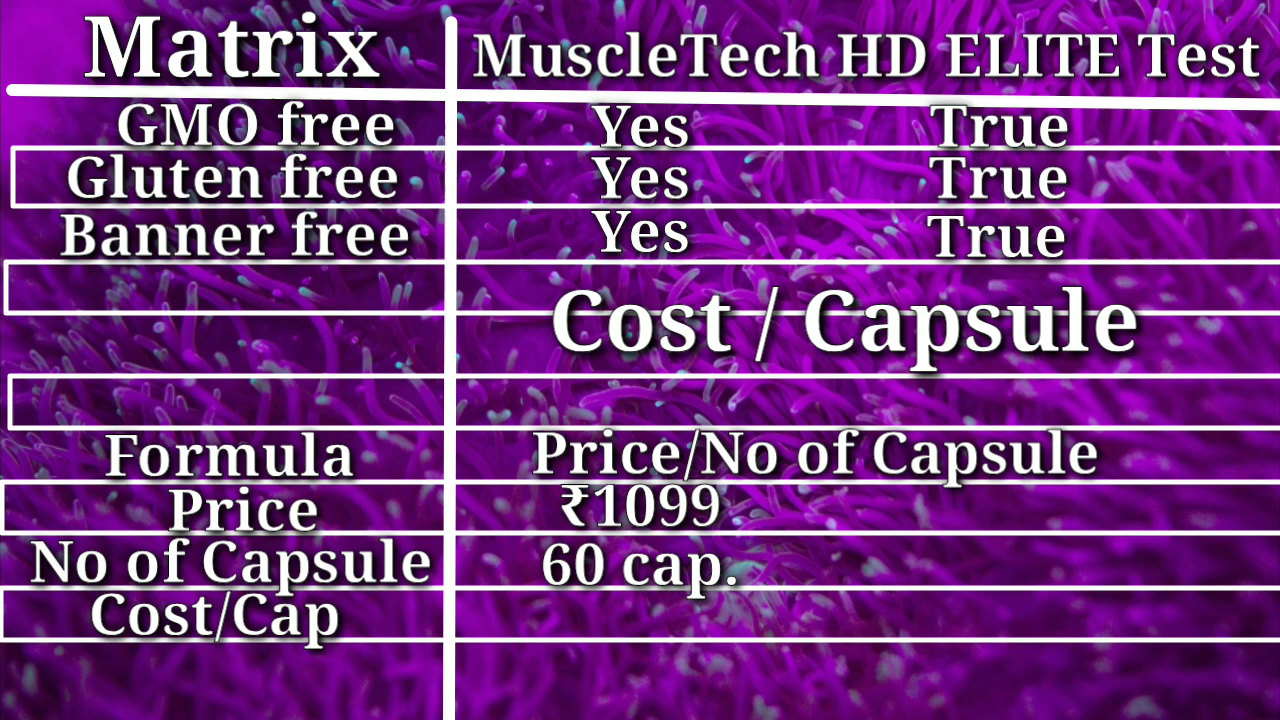 Matrix MuscleTech HD ELITE Test
GMO free Yes True
Gluten free Yes True
Banner free Yes True
Cost / Capsule
Formula Price/No of Capsule
Price ₹1099
No of Capsule 60 cap.
Cost/Cap